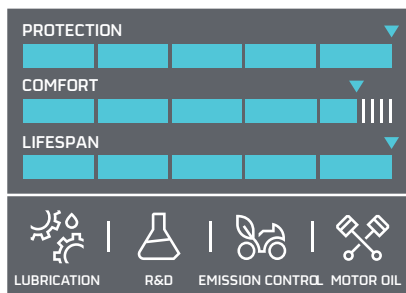 PROTECTION
COMFORT
LIFESPAN
LUBRICATION R&D EMISSION CONTROL MOTOR OIL